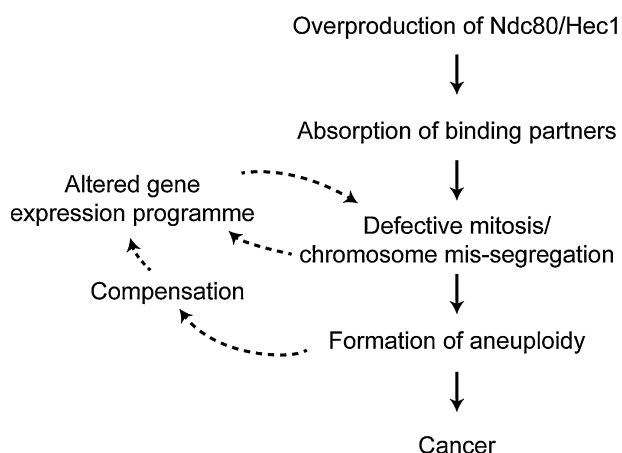 Overproduction of Ndc80/Hec1
Absorption of binding partners
Altered gene
expression programme
Defective mitosis/
chromosome mis-segregation
Compensation
Formation of aneuploidy
Cancer